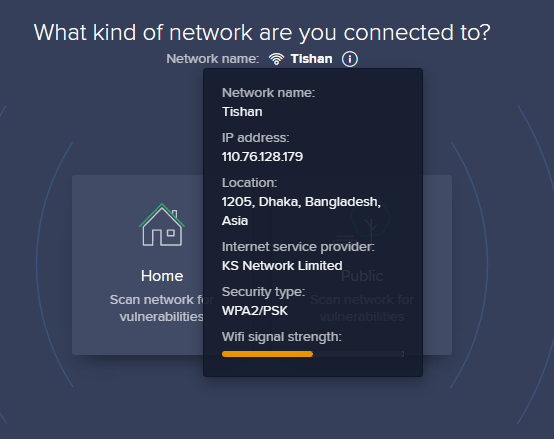 What kind of network are you connected to?
Network name: Tishan
Network name:
Tishan
IP address:
110.76.128.179
Location:
1205, Dhaka, Bangladesh,
Asia
Internet service provider:
KS Network Limited
Security type:
WPA2/PSK
Wifi signal strength:
Home
Scan network for
vulnerabilities
Public
Scan network for
vulnerabilities